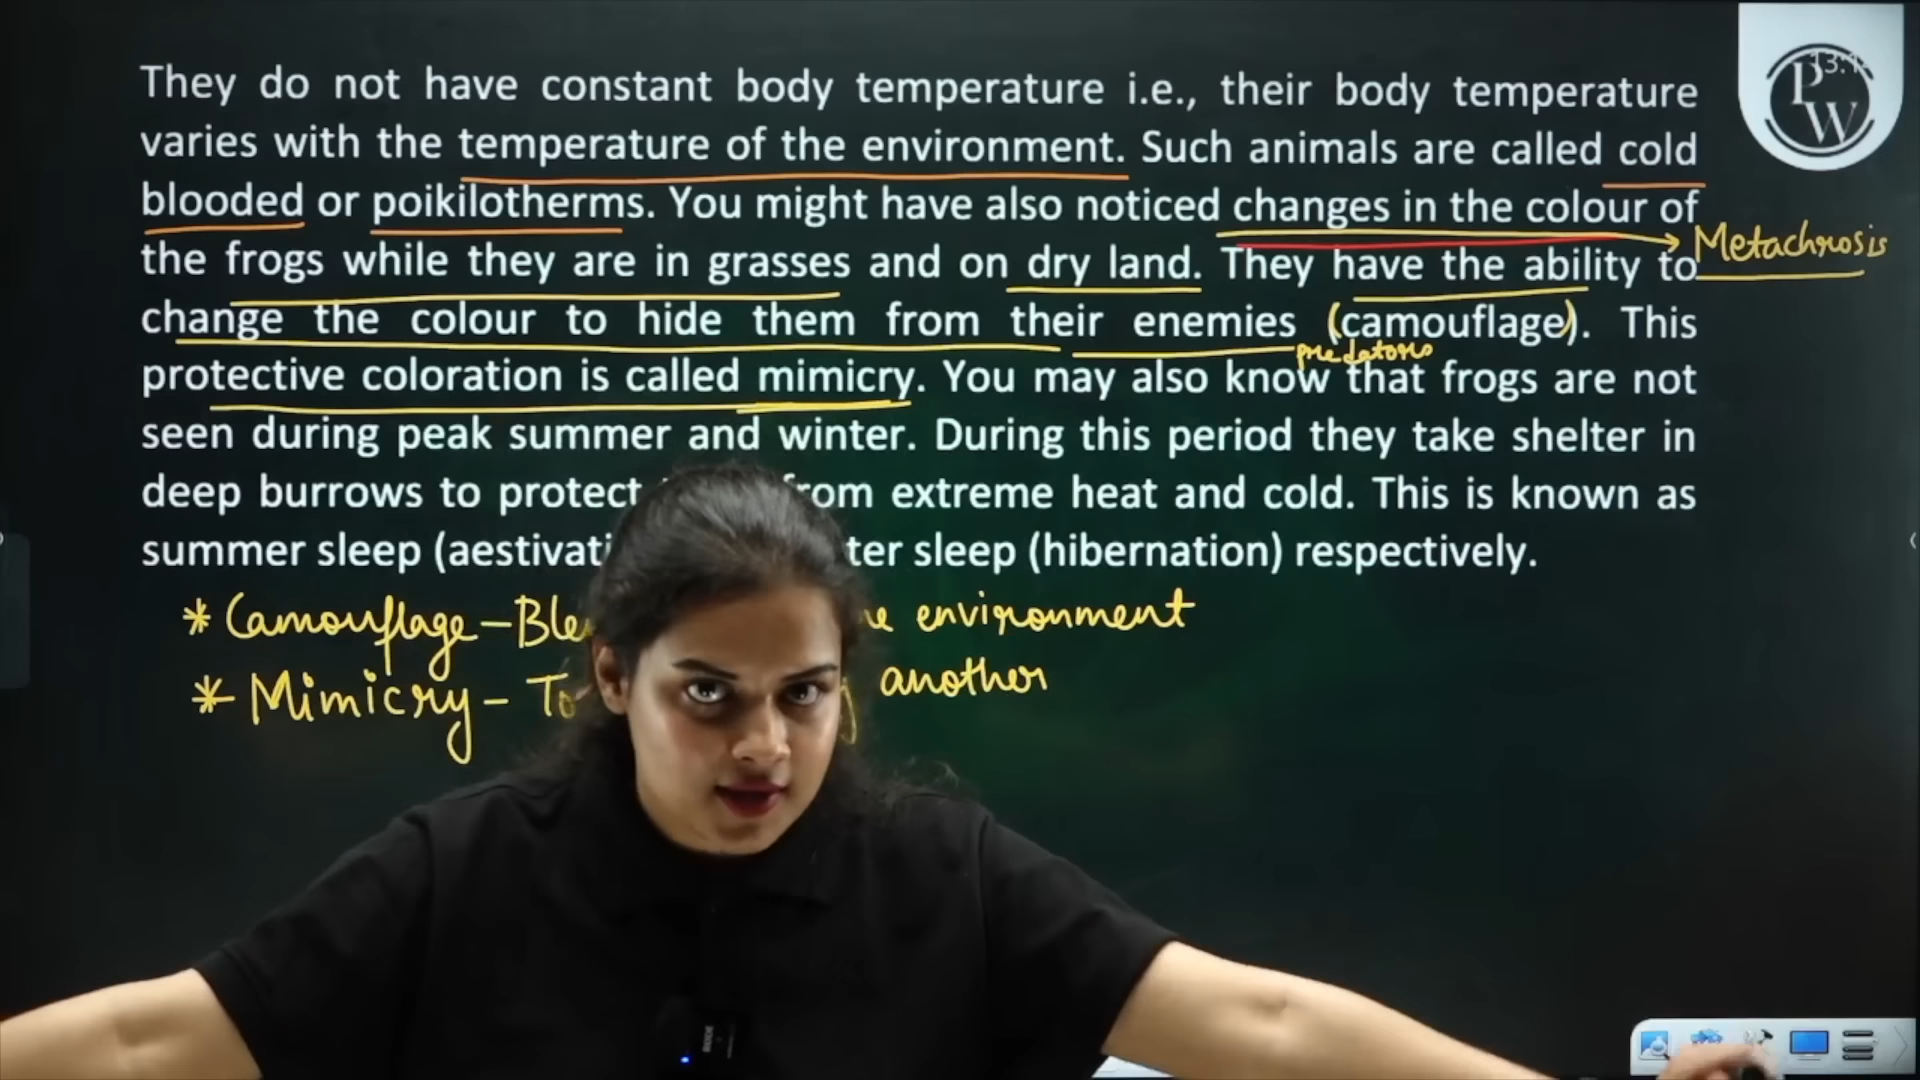 They do not have constant body temperature i.e., their body temperature
varies with the temperature of the environment. Such animals are called cold
blooded or poikilotherms. You might have also noticed changes in the colour of
Metachrosis
the frogs while they are in grasses and on dry land. They have the ability to
change the colour to hide them from their enemies (camouflage). This
predators
protective coloration is called mimicry. You may also know that frogs are not
seen during peak summer and winter. During this period they take shelter in
deep burrows to protect from extreme heat and cold. This is known as
summer sleep (aestivati ter sleep (hibernation) respectively.
* Camouflage - Ble environment
* Mimicry - To another
PW